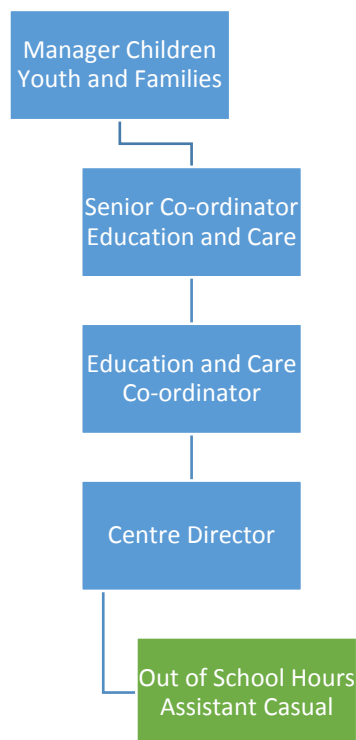 Manager Children
Youth and Families
Senior Co-ordinator
Education and Care
Education and Care
Co-ordinator
Centre Director
Out of School Hours
Assistant Casual